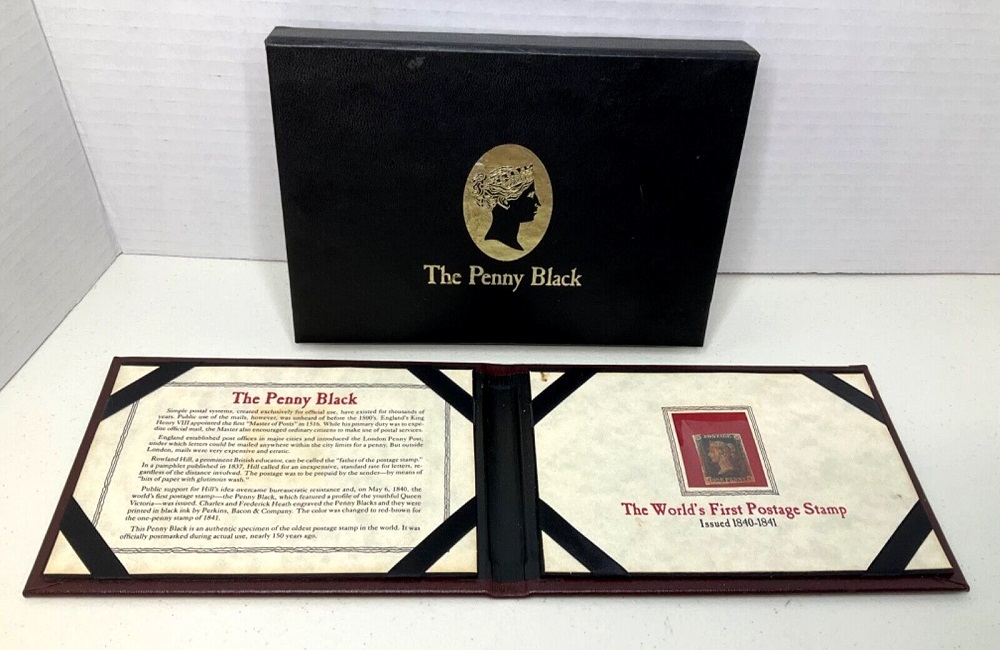 The Penny Black
The Penny Black
Simple postal systems, created exclusively for official use, have existed for thousands of
years. Public use of the mails, however, was unheard of before the 1500's. England's King
Henry VIII appointed the first "Master of Posts" in 1516. While his primary duty was to expe-
dite official mail, the Master also encouraged ordinary citizens to make use of postal services.
England established post offices in major cities and introduced the London Penny Post,
under which letters could be mailed anywhere within the city limits for a penny. But outside
London, mails were very expensive and erratic.
Rowland Hill, a preeminent British educator, can be called the "father of the postage stamp."
In a pamphlet published in 1837, Hill called for an inexpensive, standard rate for letters, re-
gardless of the distance involved. The postage was to be prepaid by the sender—by means of
"bits of paper with glutinous wash."
Public support for Hill's idea overcame bureaucratic resistance and, on May 6, 1840, the
world's first postage stamp—the Penny Black, which featured a profile of the youthful Queen
Victoria—was issued. Charles and Frederick Heath engraved the Penny Blacks and they were
printed in black ink by Perkins, Bacon & Company. The color was changed to red-brown for
the one-penny stamp of 1841.
This Penny Black is an authentic specimen of the oldest postage stamp in the world. It was
officially postmarked during actual use, nearly 150 years ago.
POSTAGE
The World's First Postage Stamp
Issued 1840-1841